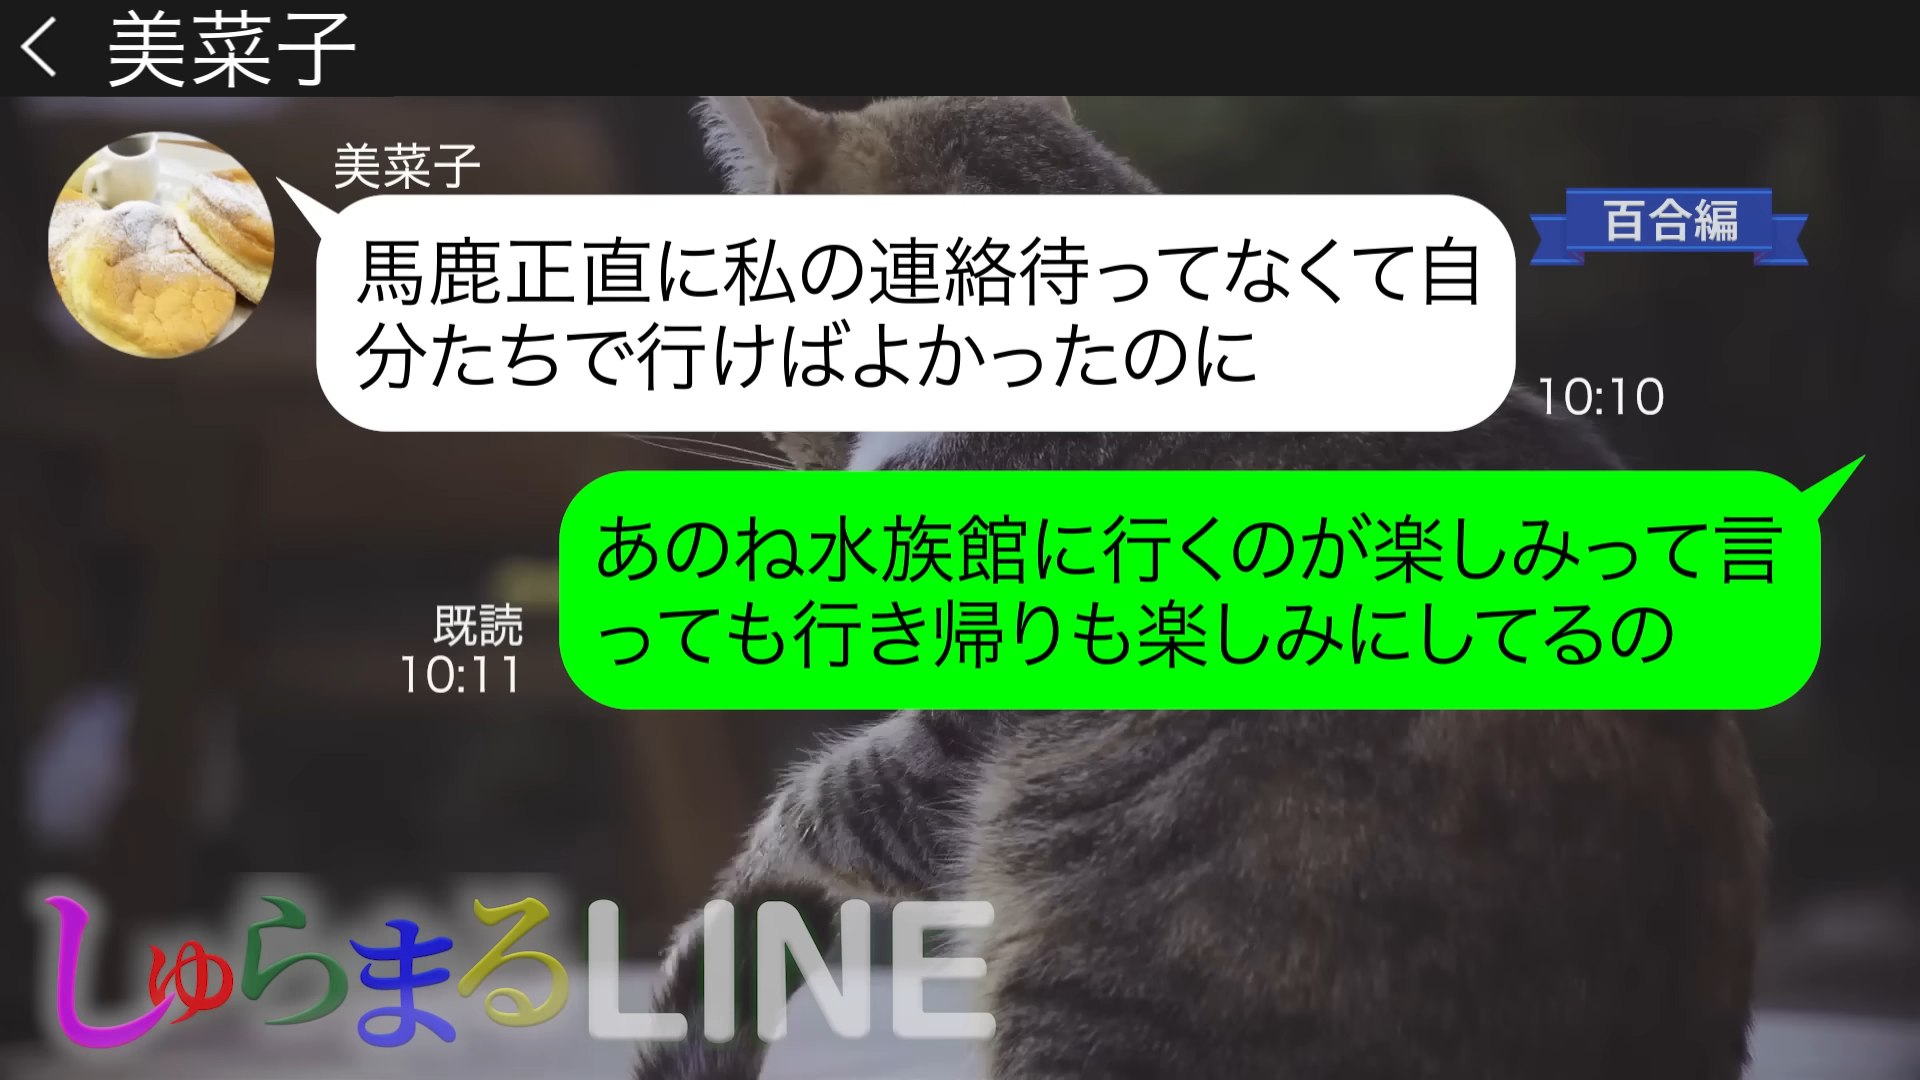 美菜子
美菜子
馬鹿正直に私の連絡待ってなくて自
分たちで行けばよかったのに
10:10
百合編
あのね水族館に行くのが楽しみって言
っても行き帰りも楽しみにしてるの
既読
10:11
しゅらまるLINE